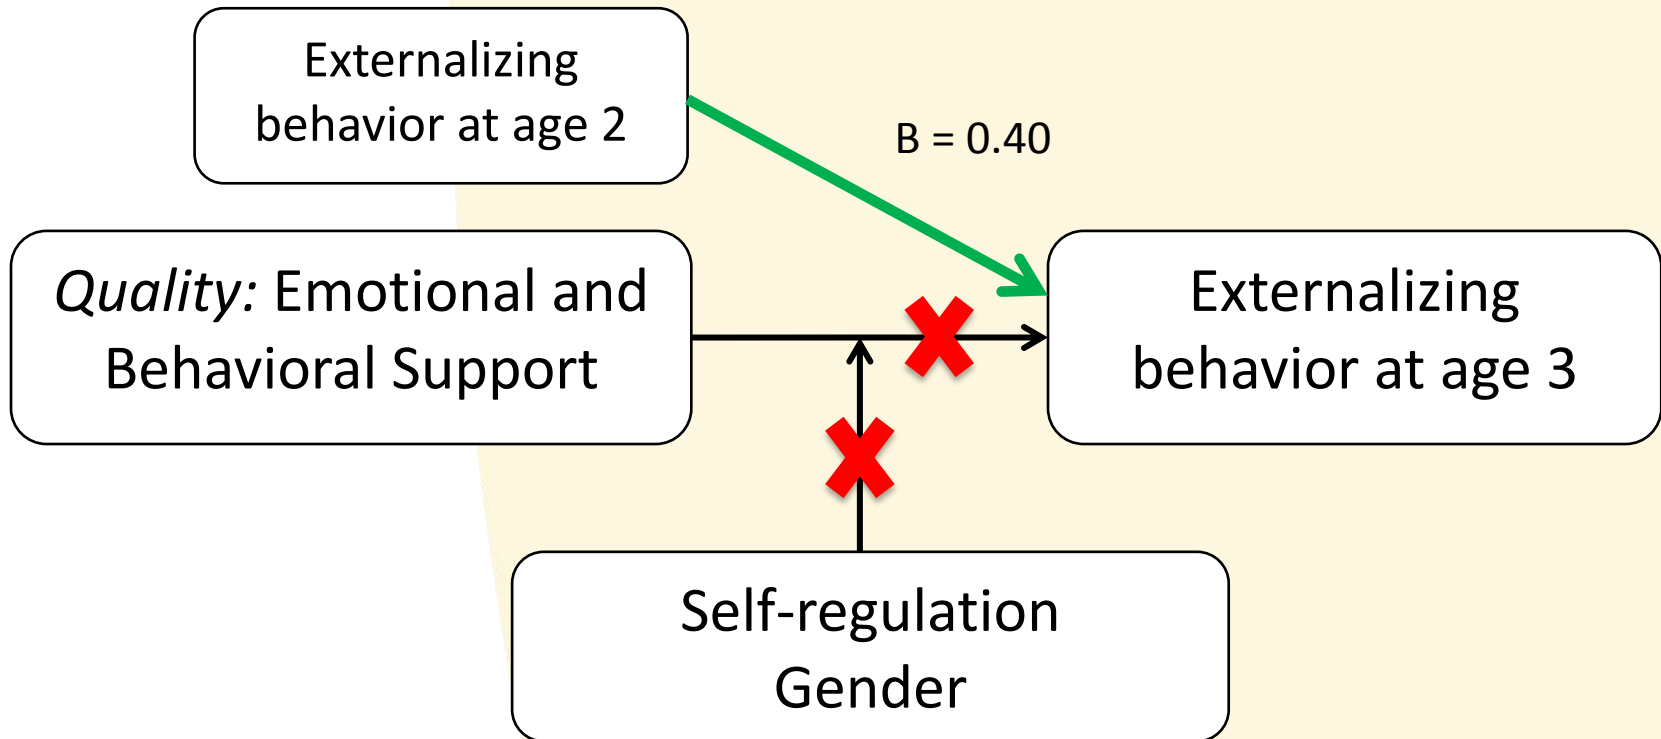 Externalizing
behavior at age 2
B = 0.40
Quality: Emotional and
Behavioral Support
Externalizing
behavior at age 3
Self-regulation
Gender